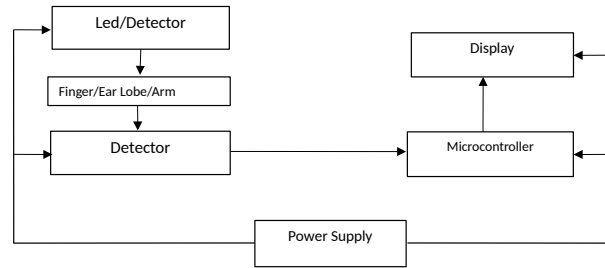 Led/Detector
Display
Finger/Ear Lobe/Arm
Detector
Microcontroller
Power Supply